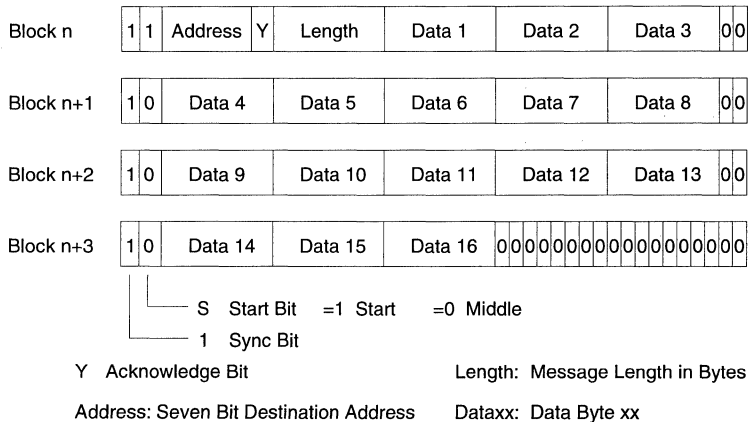 Block n 1 1 Address Y Length Data 1 Data 2 Data 3 0 0
Block n+1 1 0 Data 4 Data 5 Data 6 Data 7 Data 8 0 0
Block n+2 1 0 Data 9 Data 10 Data 11 Data 12 Data 13 0 0
Block n+3 1 0 Data 14 Data 15 Data 16 0 0 0 0 0 0 0 0 0 0 0 0 0 0 0 0 0 0
S Start Bit =1 Start =0 Middle
1 Sync Bit
Y Acknowledge Bit Length: Message Length in Bytes
Address: Seven Bit Destination Address Dataxx: Data Byte xx